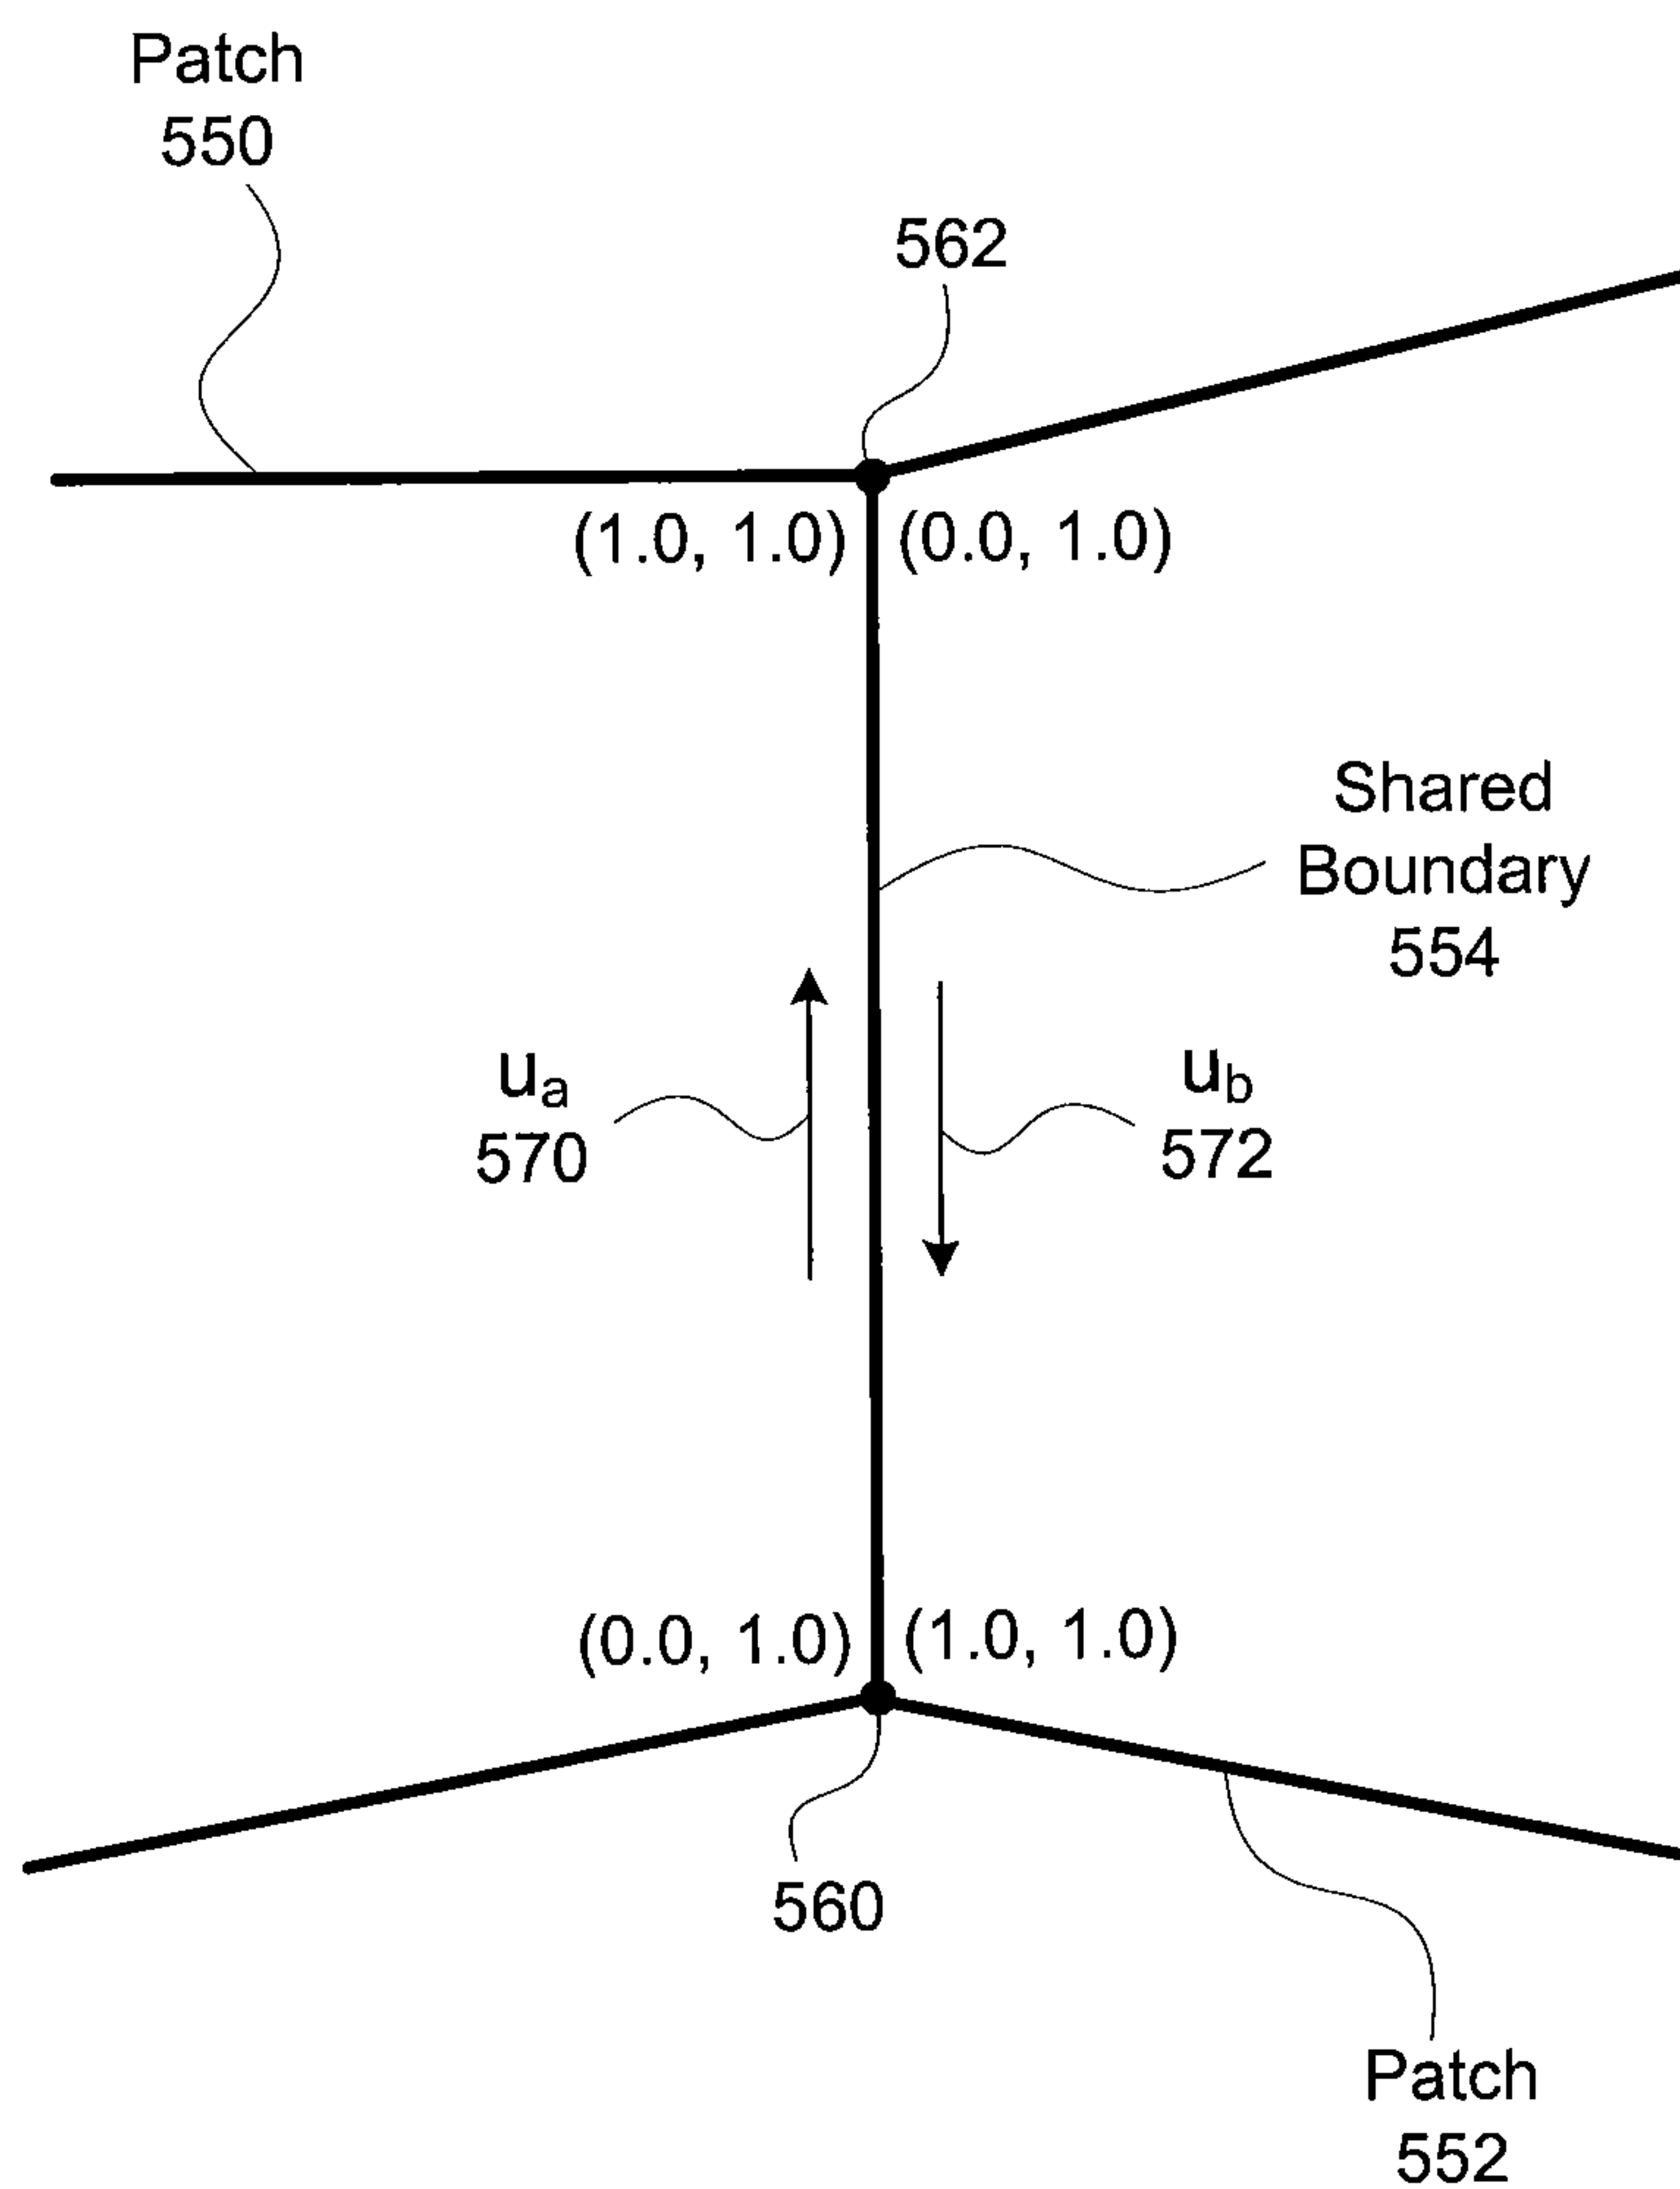 Patch
550
562
(1.0, 1.0) (0.0, 1.0)
Shared
Boundary
554
ua
570
ub
572
(0.0, 1.0) (1.0, 1.0)
560
Patch
552